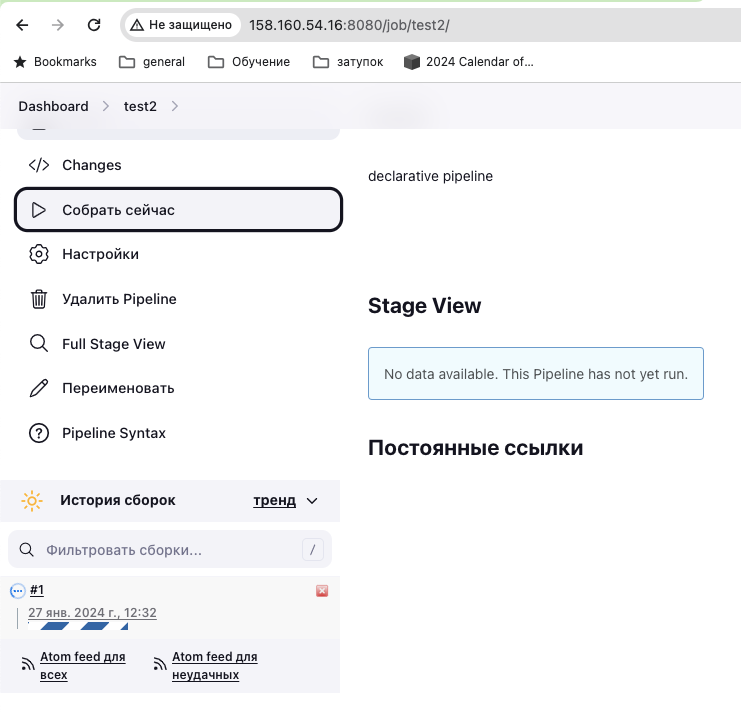 Не защищено
158.160.54.16:8080/job/test2/
Bookmarks
general
Обучение
затупок
2024 Calendar of...
Dashboard
test2
Changes
Собрать сейчас
Настройки
Удалить Pipeline
Full Stage View
Переименовать
Pipeline Syntax
История сборок
тренд
Фильтровать сборки...
/
#1
27 янв. 2024 г., 12:32
Atom feed для
всех
Atom feed для
неудачных
declarative pipeline
Stage View
No data available. This Pipeline has not yet run.
Постоянные ссылки